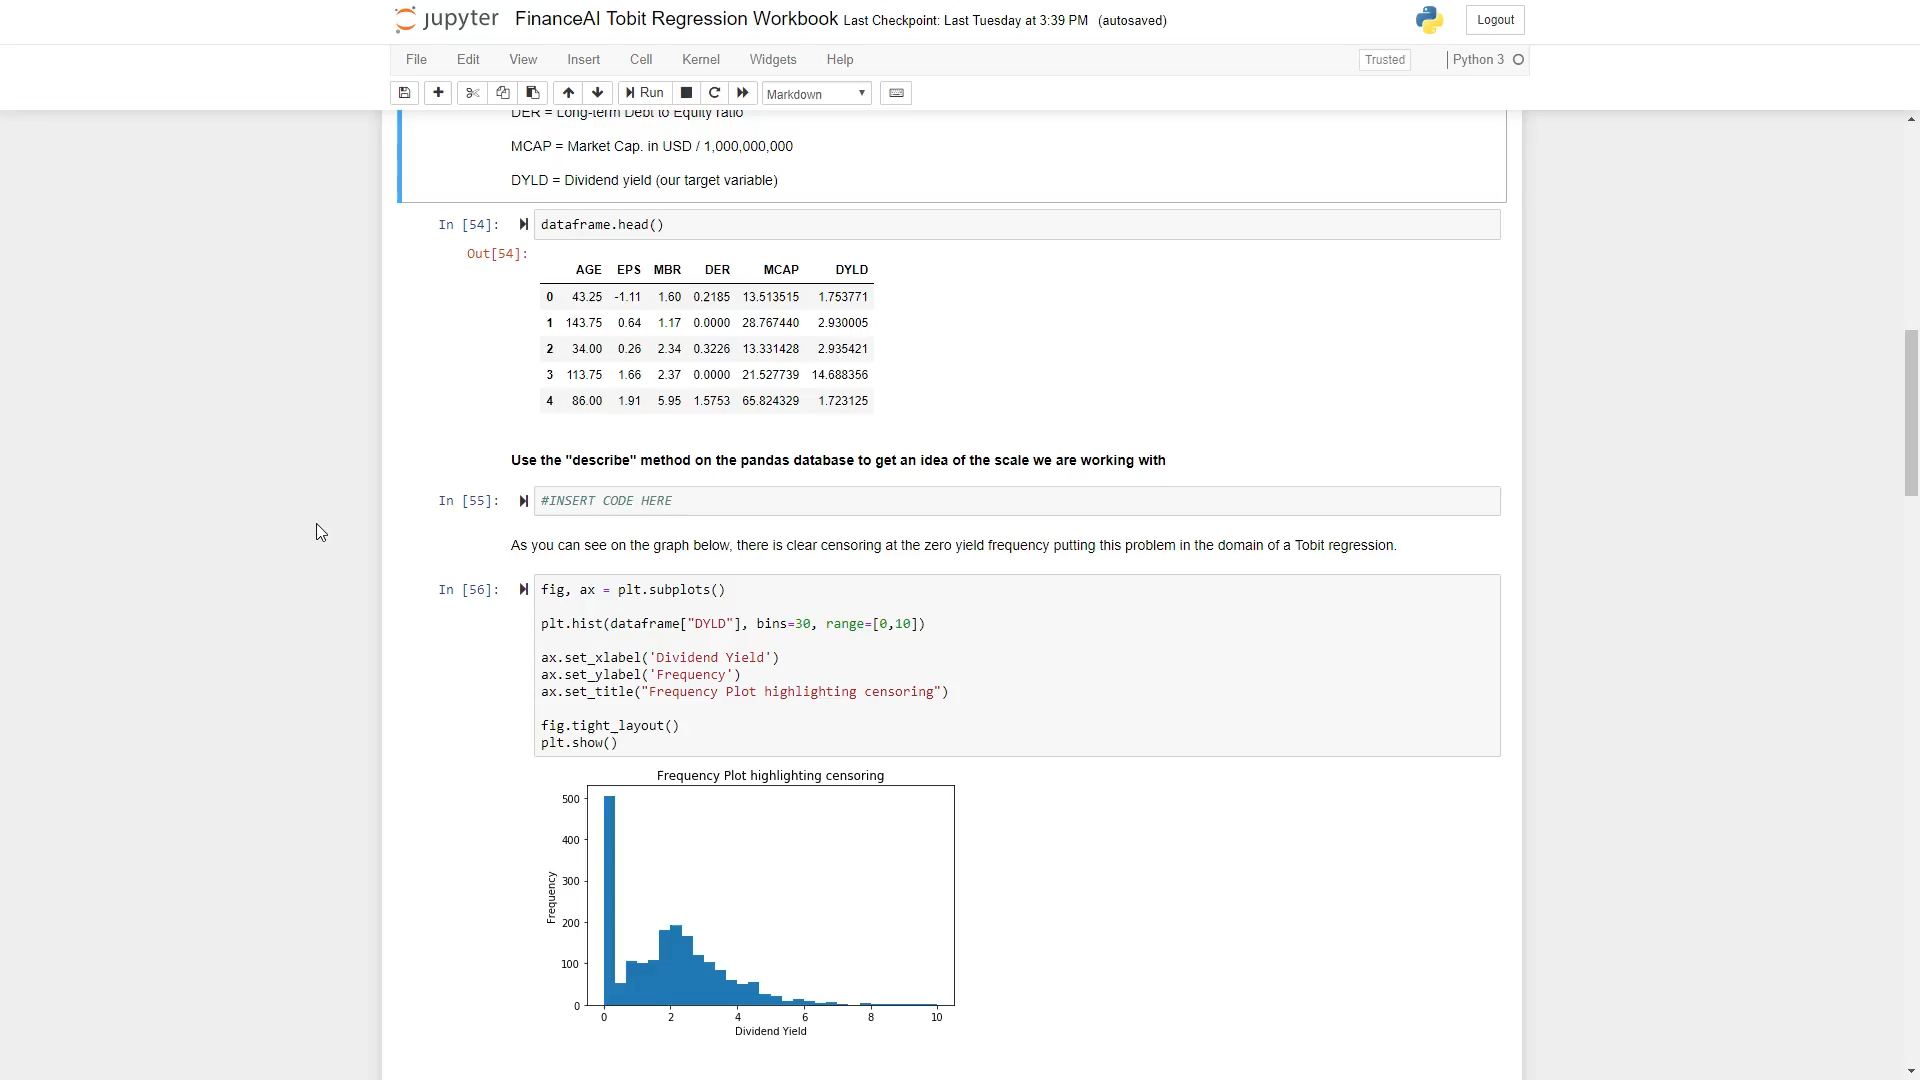 jupyter FinanceAI Tobit Regression Workbook Last Checkpoint: Last Tuesday at 3:39 PM (autosaved)
Logout
File Edit View Insert Cell Kernel Widgets Help
Trusted Python 3
Run Markdown
DER = Long-term Debt to Equity ratio
MCAP = Market Cap. in USD / 1,000,000,000
DYLD = Dividend yield (our target variable)
In [54]: dataframe.head()
Out[54]:
AGE EPS MBR DER MCAP DYLD
0 43.25 -1.11 1.60 0.2185 13.513515 1.753771
1 143.75 0.64 1.17 0.0000 28.767440 2.930005
2 34.00 0.26 2.34 0.3226 13.331428 2.935421
3 113.75 1.66 2.37 0.0000 21.527739 14.688356
4 86.00 1.91 5.95 1.5753 65.824329 1.723125
Use the "describe" method on the pandas database to get an idea of the scale we are working with
In [55]: #INSERT CODE HERE
As you can see on the graph below, there is clear censoring at the zero yield frequency putting this problem in the domain of a Tobit regression.
In [56]: fig, ax = plt.subplots()
plt.hist(dataframe["DYLD"], bins=30, range=[0,10])
ax.set_xlabel('Dividend Yield')
ax.set_ylabel('Frequency')
ax.set_title("Frequency Plot highlighting censoring")
fig.tight_layout()
plt.show()
Frequency Plot highlighting censoring
500
400
300
200
100
0
Frequency
0 2 4 6 8 10
Dividend Yield